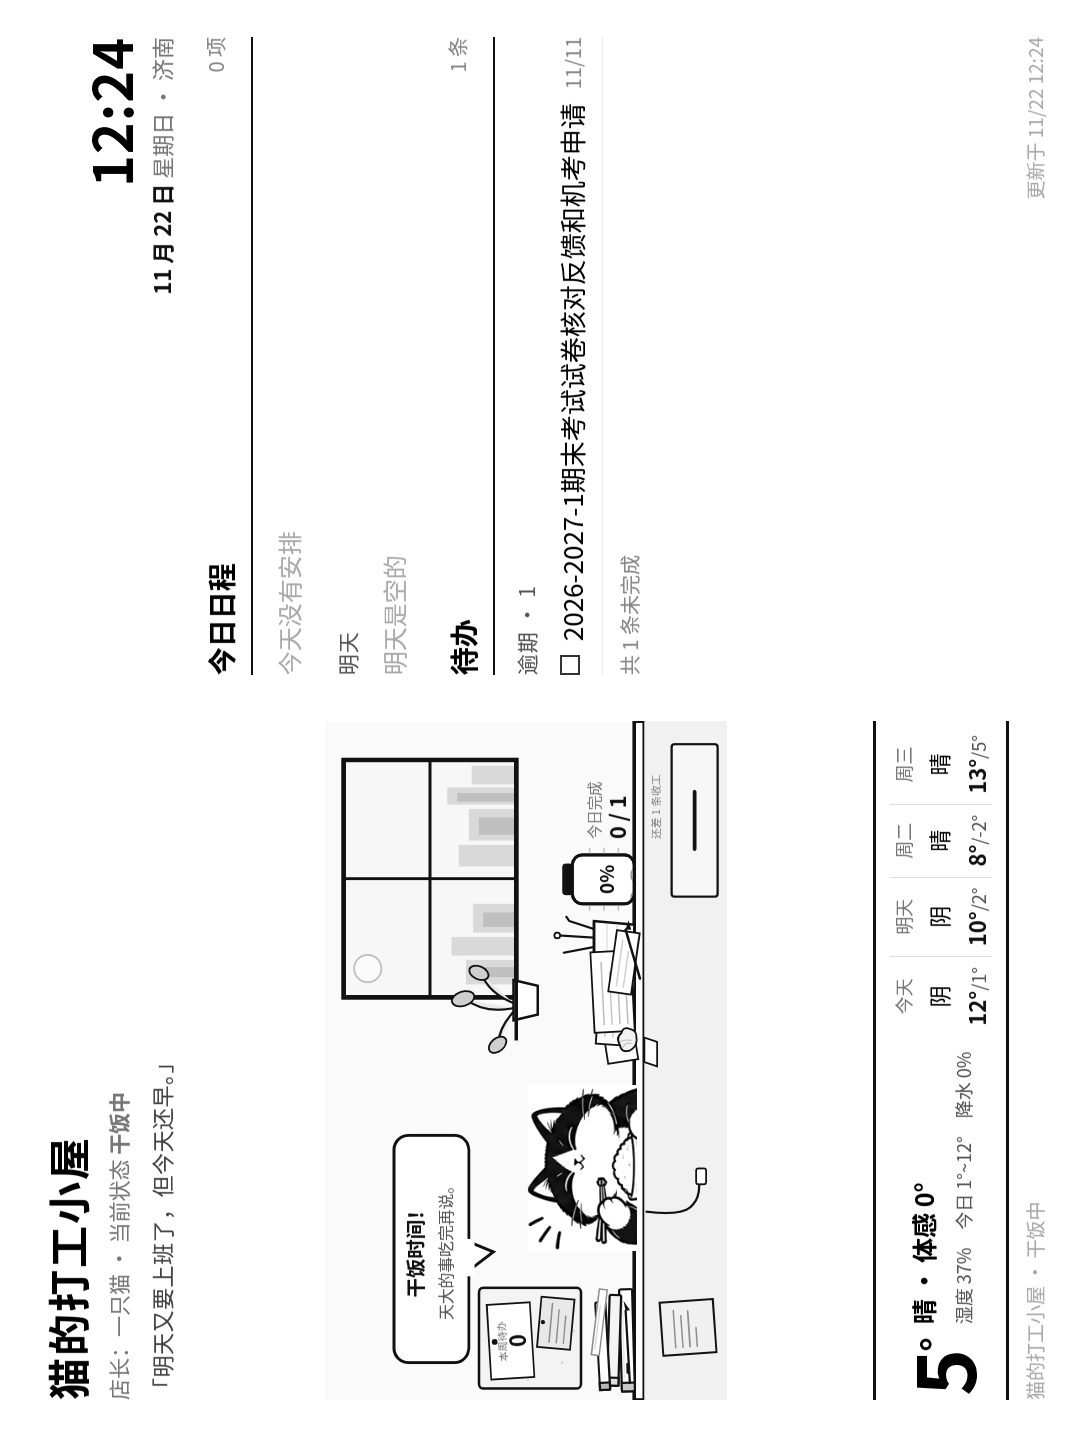 猫的打工小屋
店长：一只猫 · 当前状态 干饭中
「明天又要上班了，但今天还早。」
干饭时间！
天大的事吃完再说。
本周待办
0
0%
今日完成
0 / 1
还差 1 条收工
5° 晴 · 体感 0°
湿度 37% 今日 1°~12° 降水 0%
今天 明天 周二 周三
阴 阴 晴 晴
12°/1° 10°/2° 8°/-2° 13°/5°
猫的打工小屋 · 干饭中
12:24
11 月 22 日 星期日 · 济南
今日日程 0 项
今天没有安排
明天
明天是空的
待办 1 条
逾期 · 1
2026-2027-1期末考试试卷核对反馈和机考申请 11/11
共 1 条未完成
更新于 11/22 12:24